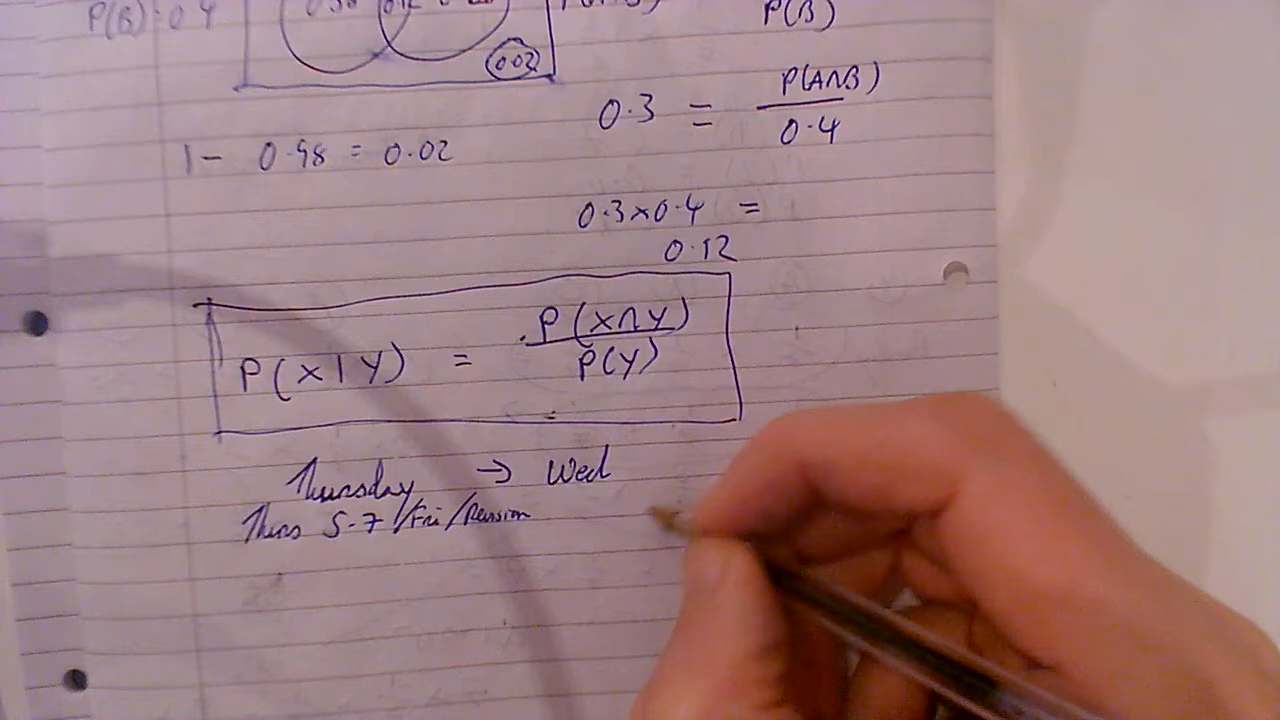 P(B) = 0.4
P(B)
0.02
0.3 = P(A∩B)
0.4
1 - 0.98 = 0.02
0.3×0.4 =
0.12
P(X|Y) = P(X∩Y)
P(Y)
Thursday → Wed
Thurs 5-7 / Fri /